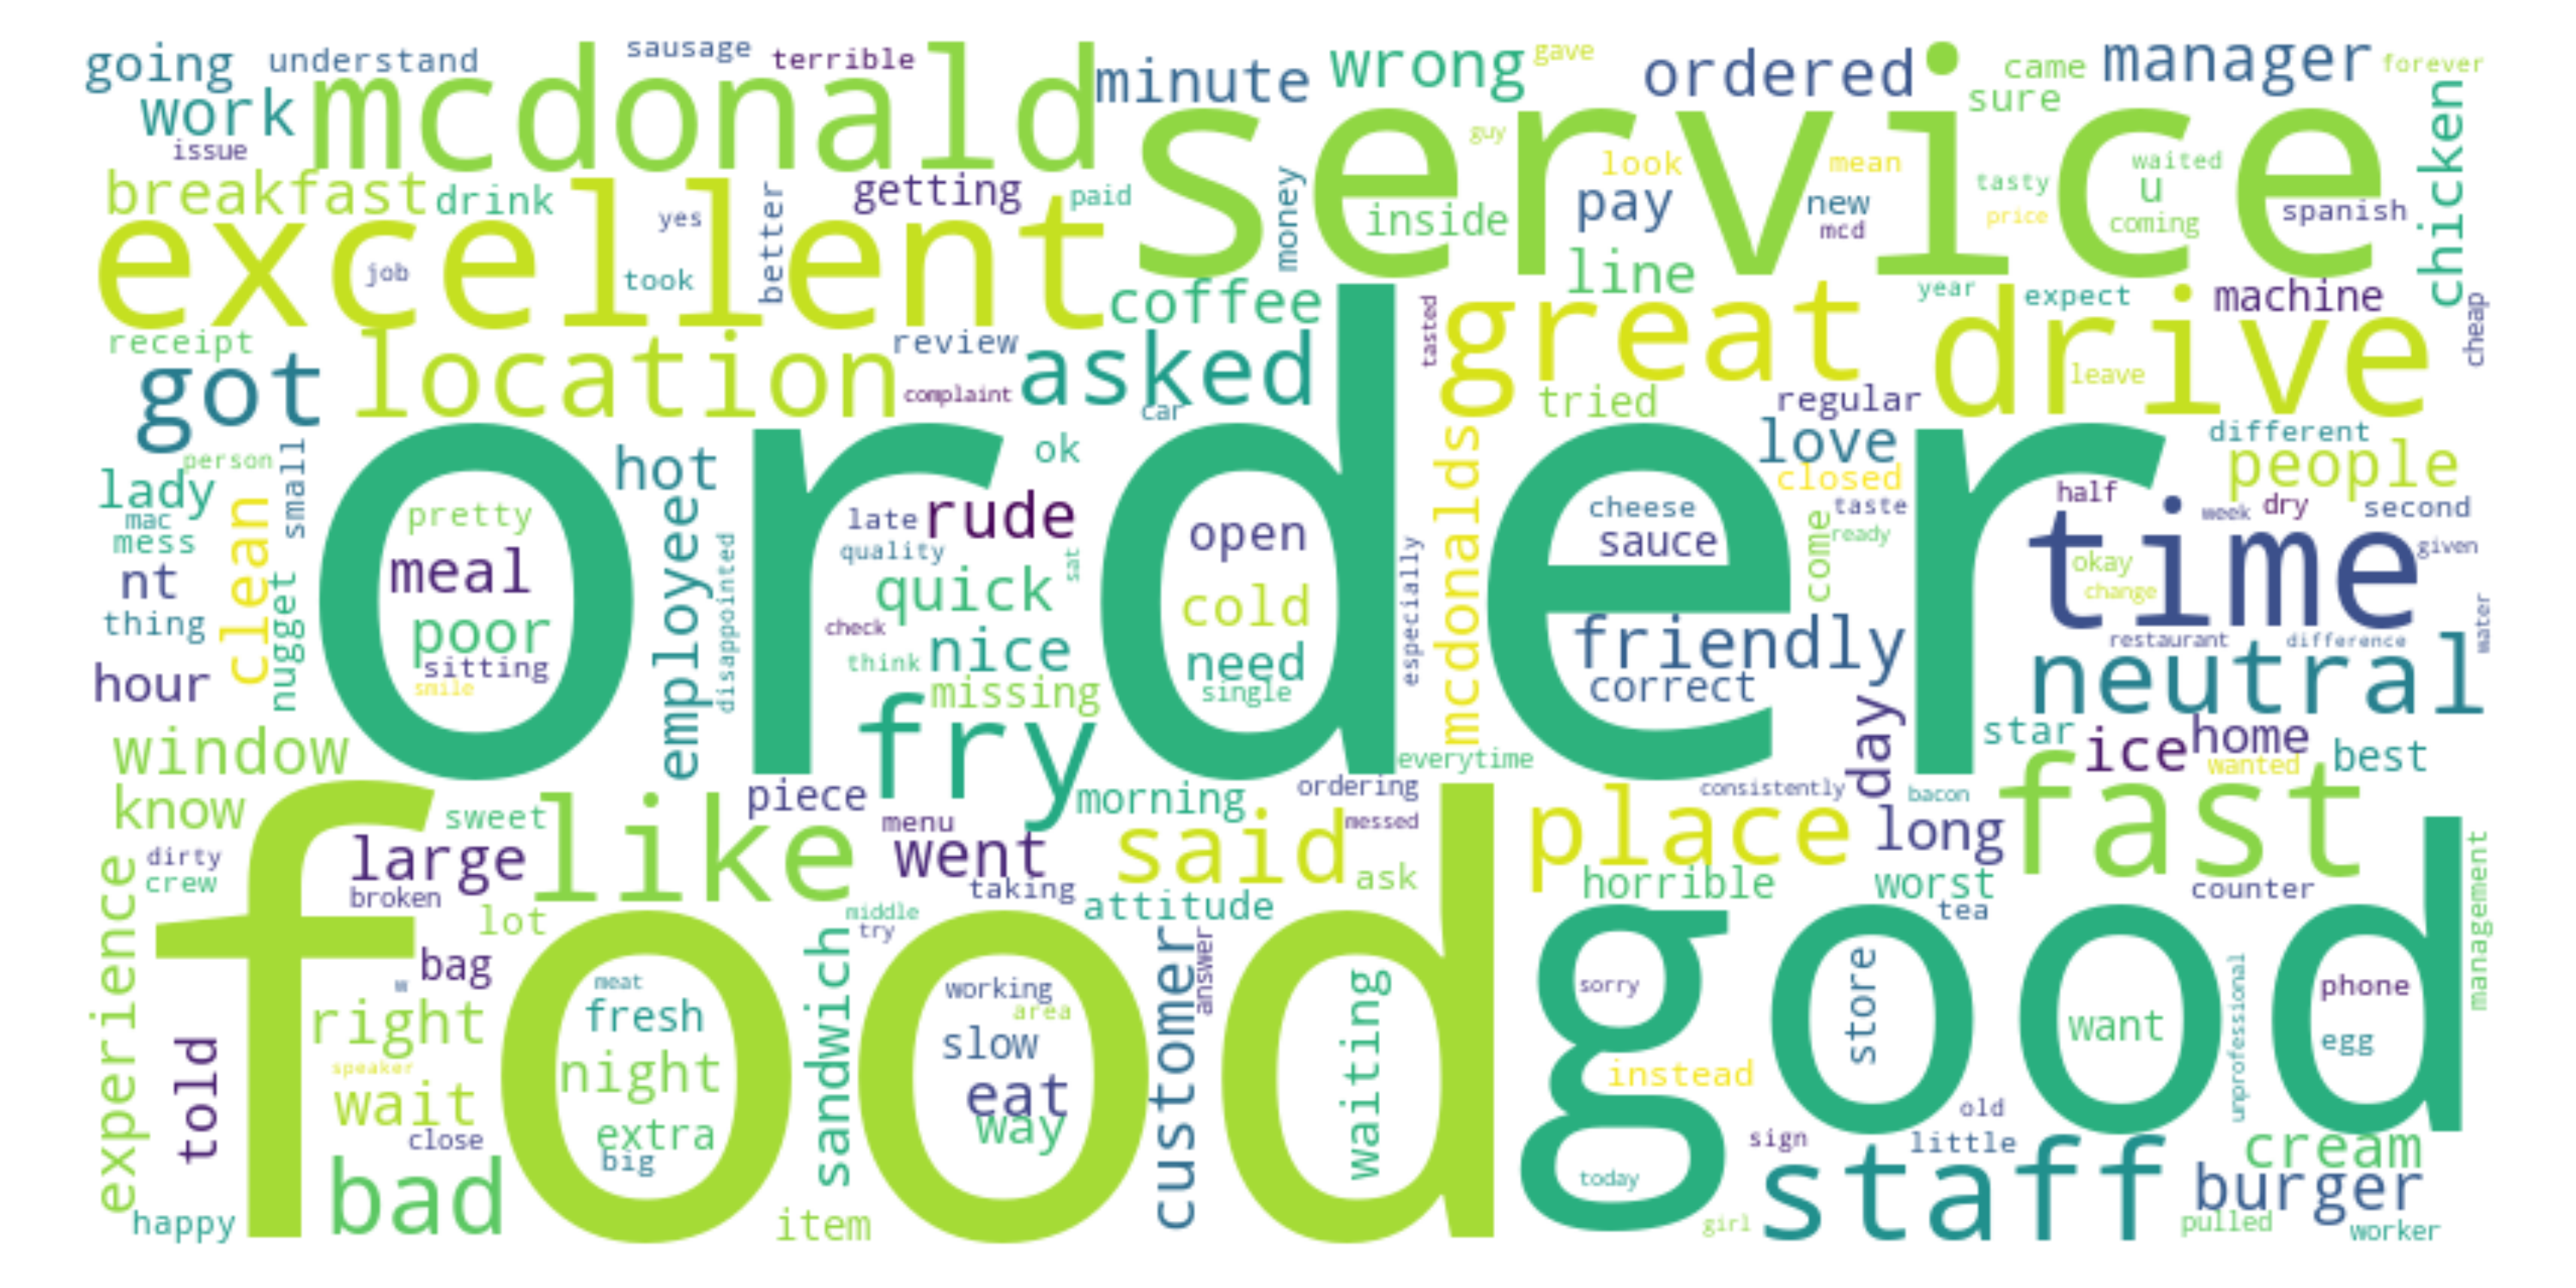 going
understand
sausage
terrible
mcdonald
minute
wrong
gave
ordered
came
manager
forever
work
issue
service
guy
sure
chicken
breakfast
drink
yes
better
getting
paid
money
inside
look
pay
mean
new
mcd
tasty
price
waited
u
coming
spanish
excellent
job
took
coffee
line
year
expect
machine
cheap
receipt
location
review
complaint
asked
car
tasted
great
tried
regular
drive
leave
got
order
person
small
lady
mac
mess
clean
nt
thing
nugget
hour
pretty
meal
poor
sitting
smile
hot
employee
disappointed
ok
late
rude
quality
quick
sat
check
think
nice
missing
open
cold
need
single
especially
mcdonalds
cheese
sauce
friendly
correct
love
closed
taste
come
ready
different
people
half
week
dry
second
time
given
okay
change
water
restaurant
difference
neutral
day
star
ice
home
wanted
best
window
know
fry
piece
morning
everytime
ordering
messed
consistently
bacon
fast
food
sweet
like
menu
went
said
taking
ask
attitude
place
long
horrible
worst
tea
counter
management
dirty
crew
large
broken
lot
middle
try
experience
bag
w
right
speaker
wait
told
close
bad
happy
meat
fresh
night
extra
big
sandwich
item
working
area
slow
eat
way
customer
answer
waiting
good
sorry
store
want
phone
egg
unprofessional
instead
today
old
sign
little
girl
staff
cream
burger
pulled
worker